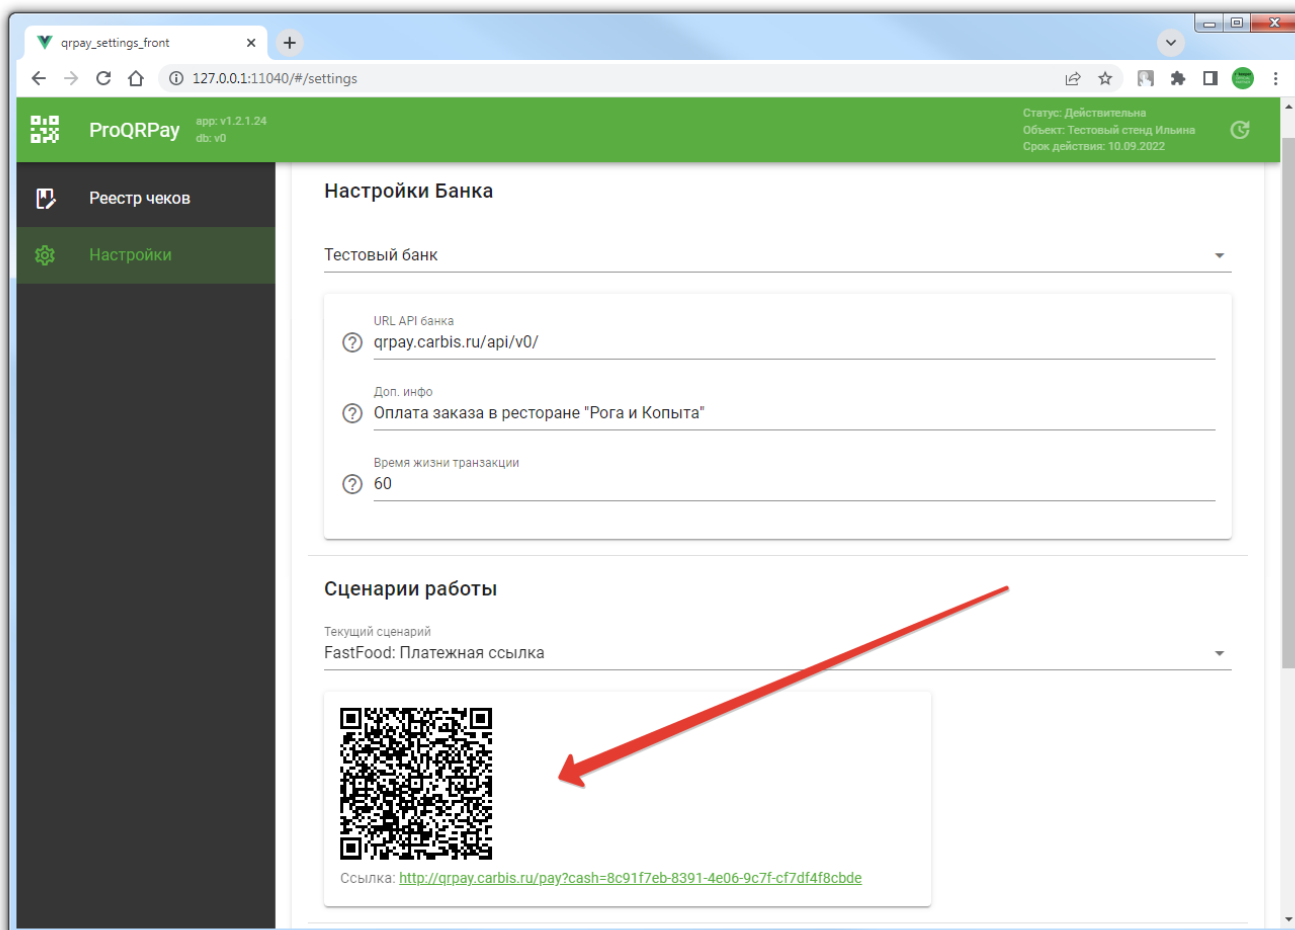 qrpay_settings_front
127.0.0.1:11040/#/settings
ProQRPay
app: v1.2.1.24
db: v0
Статус: Действительна
Объект: Тестовый стенд Ильина
Срок действия: 10.09.2022
Реестр чеков
Настройки
Настройки Банка
Тестовый банк
URL API банка
qrpay.carbis.ru/api/v0/
Доп. инфо
Оплата заказа в ресторане "Рога и Копыта"
Время жизни транзакции
60
Сценарии работы
Текущий сценарий
FastFood: Платежная ссылка
Ссылка: http://qrpay.carbis.ru/pay?cash=8c91f7eb-8391-4e06-9c7f-cf7df4f8cbde